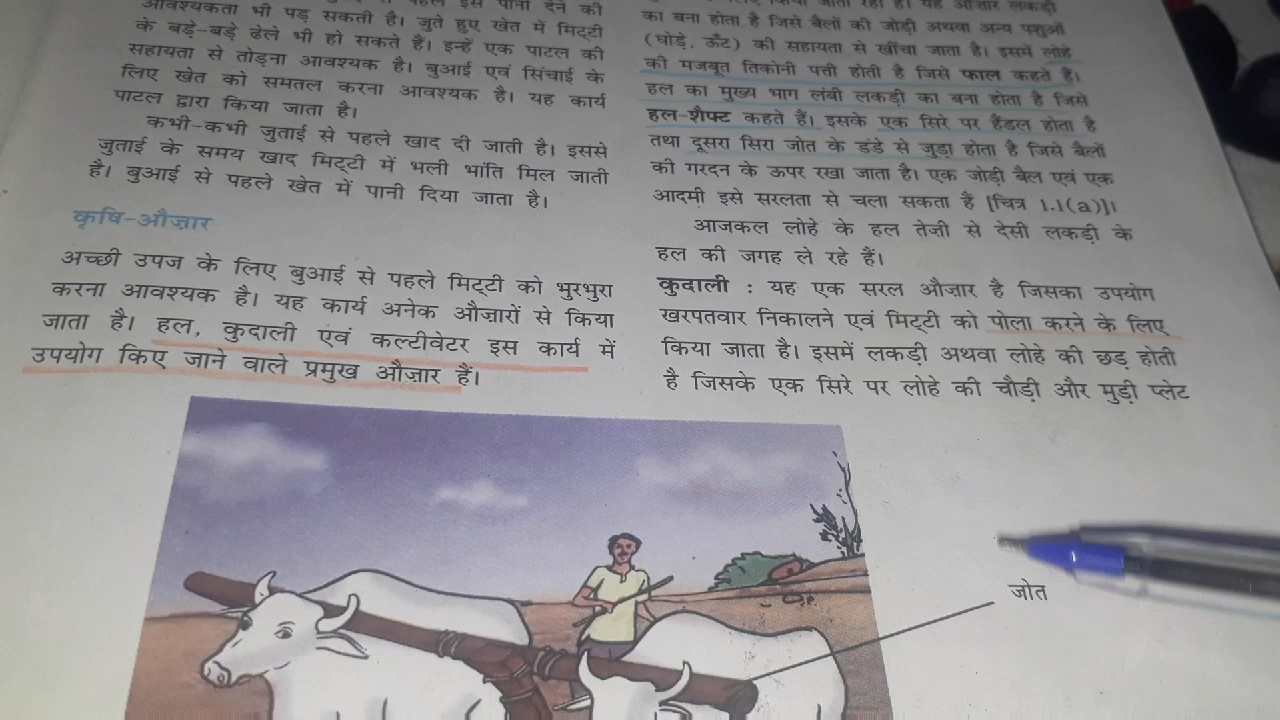 आवश्यकता भी पड़ सकती है। जुते हुए खेत में मिट्टी
के बड़े-बड़े ढेले भी हो सकते हैं। इन्हें एक पाटल की
सहायता से तोड़ना आवश्यक है। बुआई एवं सिंचाई के
लिए खेत को समतल करना आवश्यक है। यह कार्य
पाटल द्वारा किया जाता है।
कभी-कभी जुताई से पहले खाद दी जाती है। इससे
जुताई के समय खाद मिट्टी में भली भांति मिल जाती
है। बुआई से पहले खेत में पानी दिया जाता है।
कृषि-औज़ार
अच्छी उपज के लिए बुआई से पहले मिट्टी को भुरभुरा
करना आवश्यक है। यह कार्य अनेक औज़ारों से किया
जाता है। हल, कुदाली एवं कल्टीवेटर इस कार्य में
उपयोग किए जाने वाले प्रमुख औज़ार हैं।
का बना होता है जिसे बैलों की जोड़ी अथवा अन्य पशुओं
(घोड़े, ऊँट) की सहायता से खींचा जाता है। इसमें लोहे
की मजबूत तिकोनी पत्ती होती है जिसे फाल कहते हैं।
हल का मुख्य भाग लंबी लकड़ी का बना होता है जिसे
हल-शैफ्ट कहते हैं। इसके एक सिरे पर हैंडल होता है
तथा दूसरा सिरा जोत के डंडे से जुड़ा होता है जिसे बैलों
की गरदन के ऊपर रखा जाता है। एक जोड़ी बैल एवं एक
आदमी इसे सरलता से चला सकता है [चित्र 1.1(a)]।
आजकल लोहे के हल तेजी से देसी लकड़ी के
हल की जगह ले रहे हैं।
कुदाली : यह एक सरल औज़ार है जिसका उपयोग
खरपतवार निकालने एवं मिट्टी को पोला करने के लिए
किया जाता है। इसमें लकड़ी अथवा लोहे की छड़ होती
है जिसके एक सिरे पर लोहे की चौड़ी और मुड़ी प्लेट
जोत